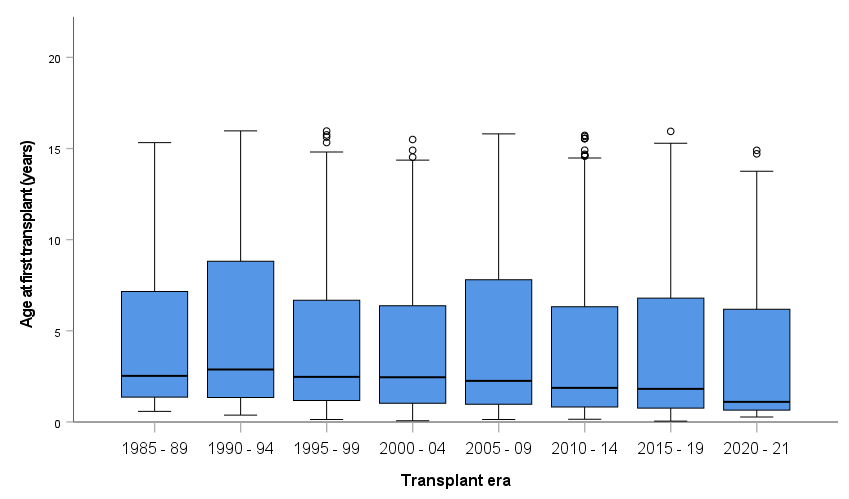 Age at first transplant (years)
20
15
10
5
0
1985 - 89 1990 - 94 1995 - 99 2000 - 04 2005 - 09 2010 - 14 2015 - 19 2020 - 21
Transplant era